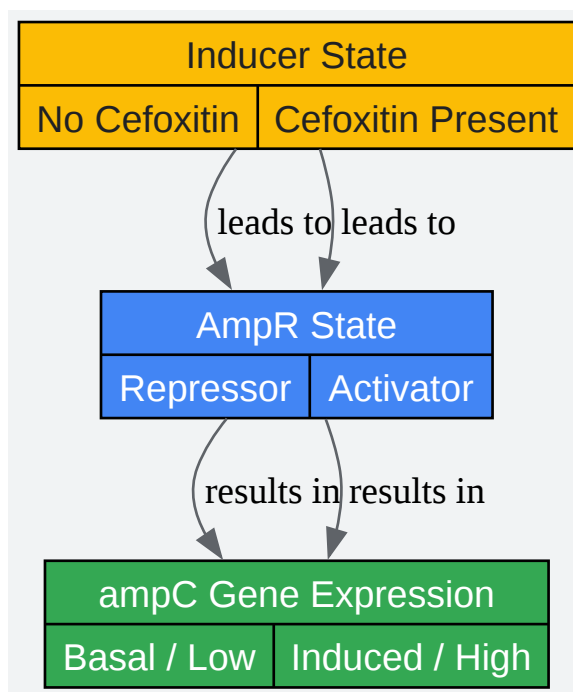 Inducer State
No Cefoxitin Cefoxitin Present
leads to leads to
AmpR State
Repressor Activator
results in results in
ampC Gene Expression
Basal / Low Induced / High